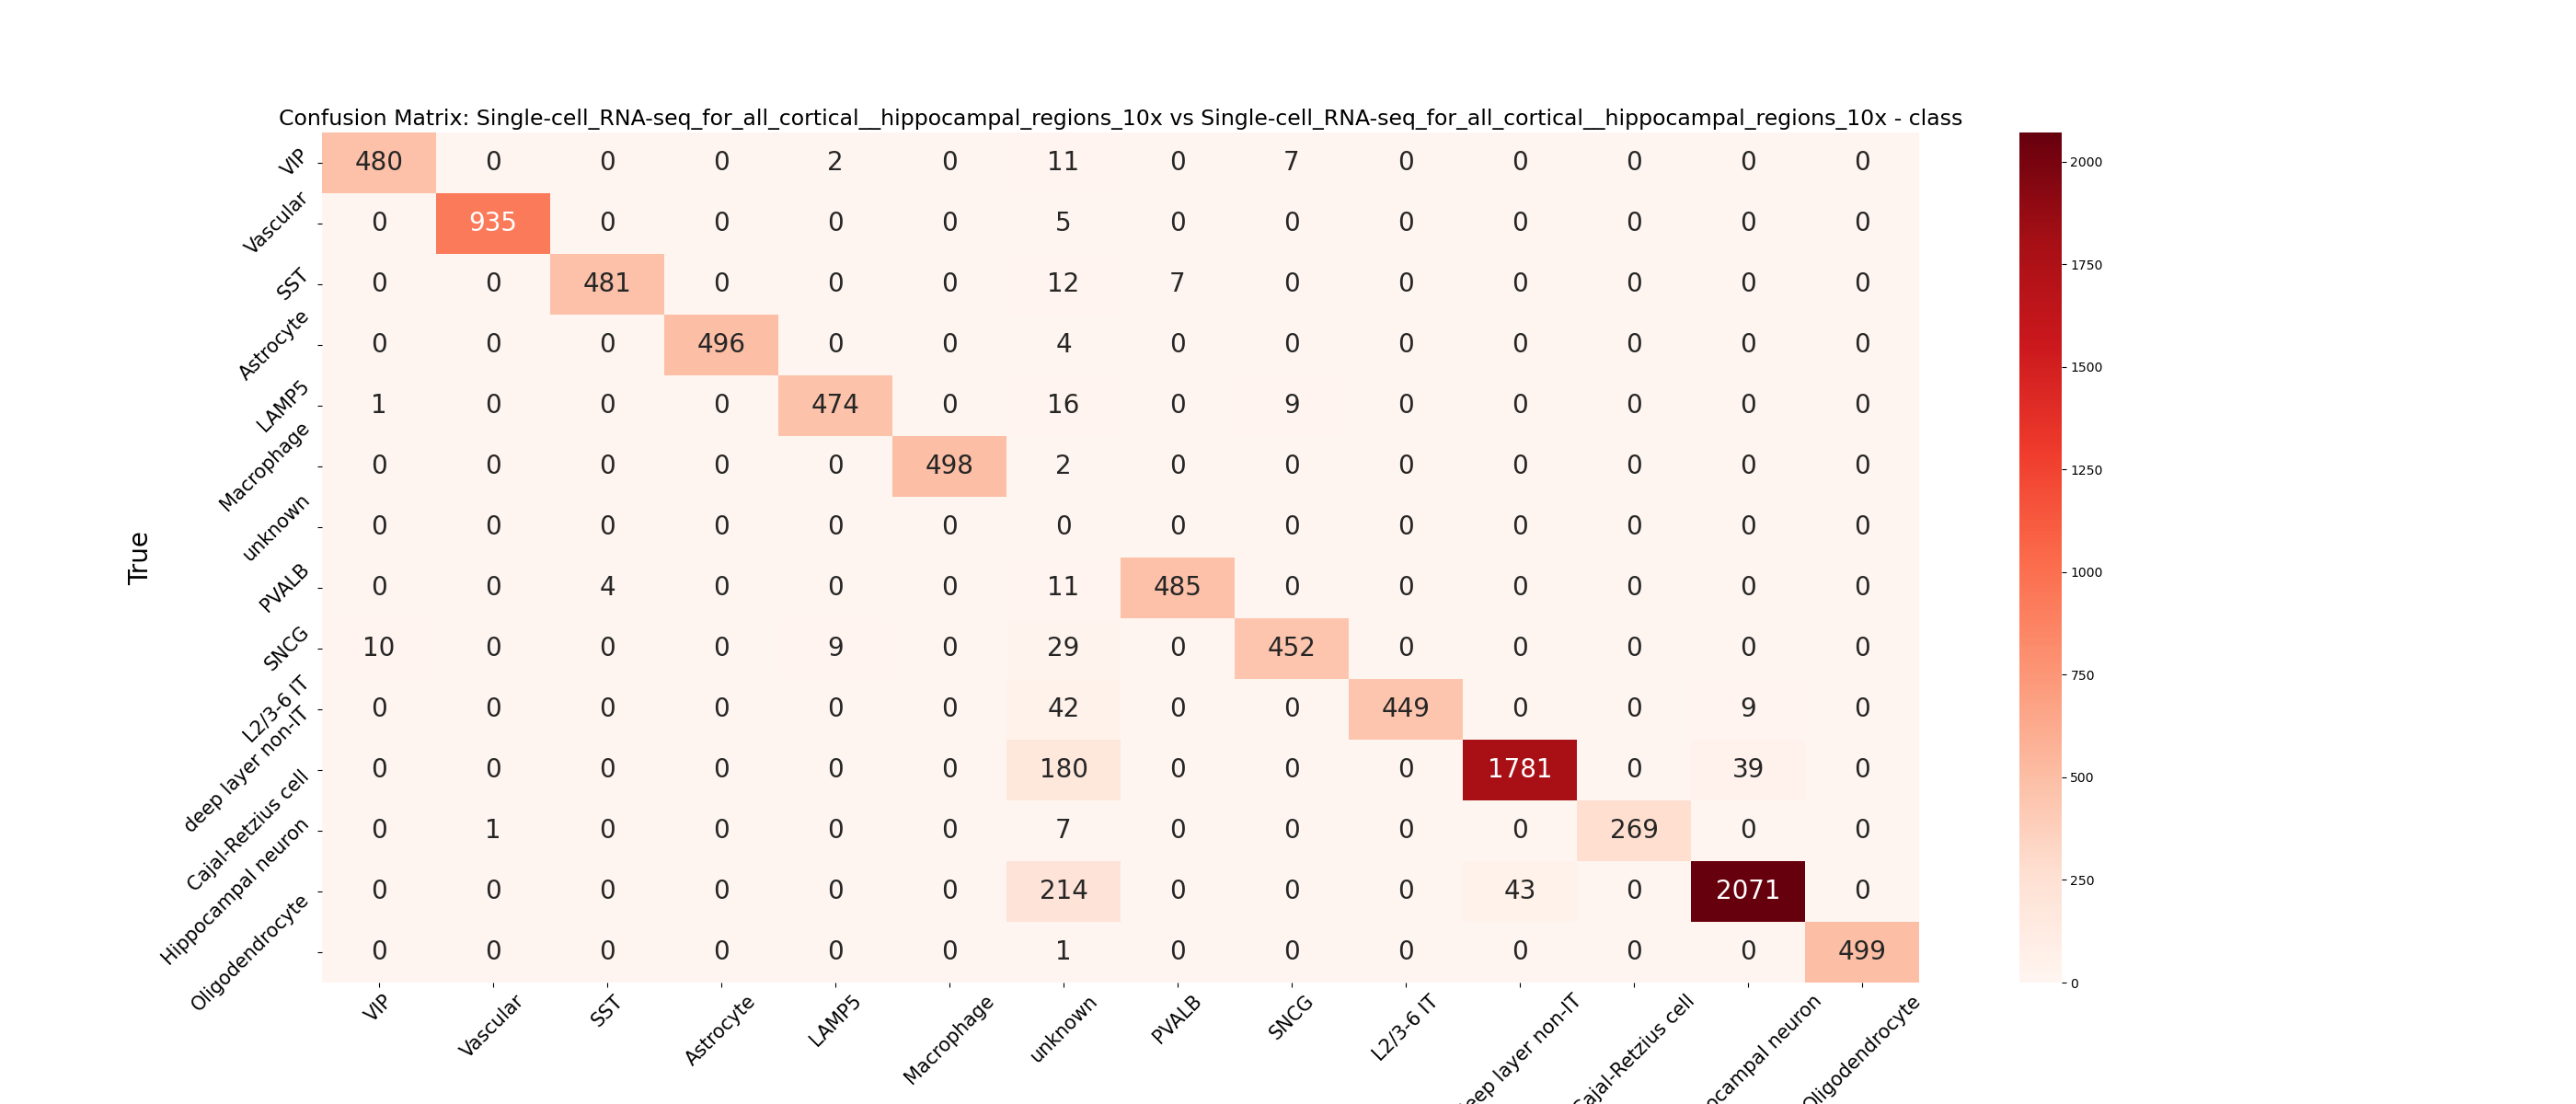 Confusion Matrix: Single-cell_RNA-seq_for_all_cortical__hippocampal_regions_10x vs Single-cell_RNA-seq_for_all_cortical__hippocampal_regions_10x - class
True
VIP 480 0 0 0 2 0 11 0 7 0 0 0 0 0
Vascular 0 935 0 0 0 0 5 0 0 0 0 0 0 0
SST 0 0 481 0 0 0 12 7 0 0 0 0 0 0
Astrocyte 0 0 0 496 0 0 4 0 0 0 0 0 0 0
LAMP5 1 0 0 0 474 0 16 0 9 0 0 0 0 0
Macrophage 0 0 0 0 0 498 2 0 0 0 0 0 0 0
unknown 0 0 0 0 0 0 0 0 0 0 0 0 0 0
PVALB 0 0 4 0 0 0 11 485 0 0 0 0 0 0
SNCG 10 0 0 0 9 0 29 0 452 0 0 0 0 0
L2/3-6 IT 0 0 0 0 0 0 42 0 0 449 0 0 9 0
deep layer non-IT 0 0 0 0 0 0 180 0 0 0 1781 0 39 0
Cajal-Retzius cell 0 1 0 0 0 0 7 0 0 0 0 269 0 0
Hippocampal neuron 0 0 0 0 0 0 214 0 0 0 43 0 2071 0
Oligodendrocyte 0 0 0 0 0 0 1 0 0 0 0 0 0 499
VIP Vascular SST Astrocyte LAMP5 Macrophage unknown PVALB SNCG L2/3-6 IT layer non-IT Cajal-Retzius cell neuron Oligodendrocyte
2000
1750
1500
1250
1000
750
500
250
0